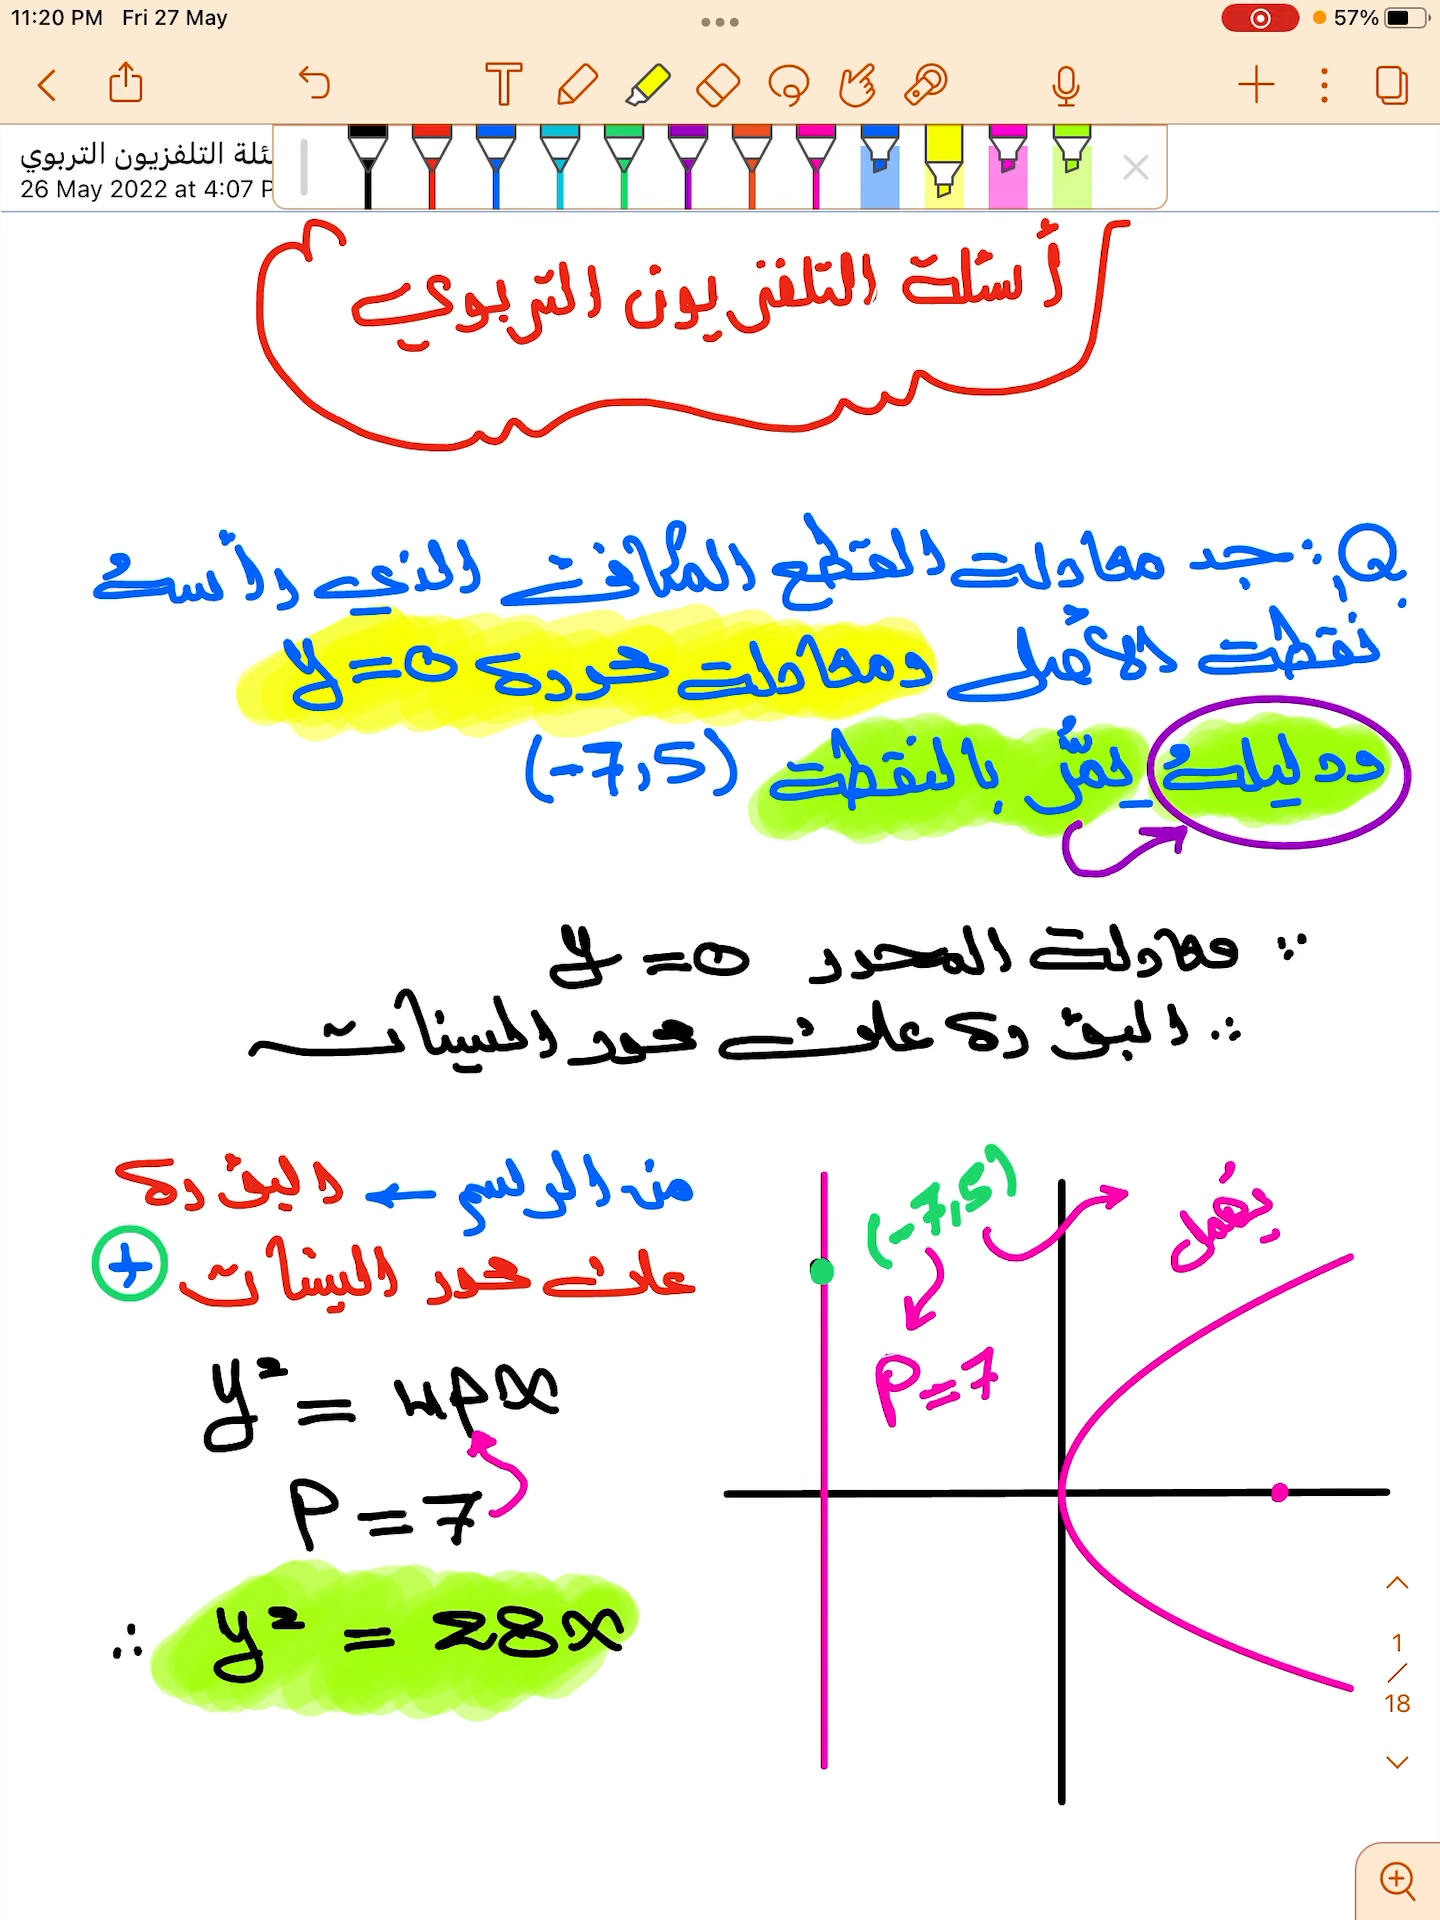 11:20 PM Fri 27 May
57%
ئلة التلفزيون التربوي
26 May 2022 at 4:07 P
أسئلة التلفزيون التربوي
Q: جد معادلة القطع المكافئ الذي رأسه
نقطة الأصل ومعادلة محوره y=0
ودليله يمرّ بالنقطة (-7,5)
∵ معادلة المحور y=0
∴ البؤرة على محور السينات
من الرسم ← البؤرة
على محور السينات +
y² = 4px
P=7
∴ y² = 28x
(-7,5)
يهمل
P=7
1
/
18